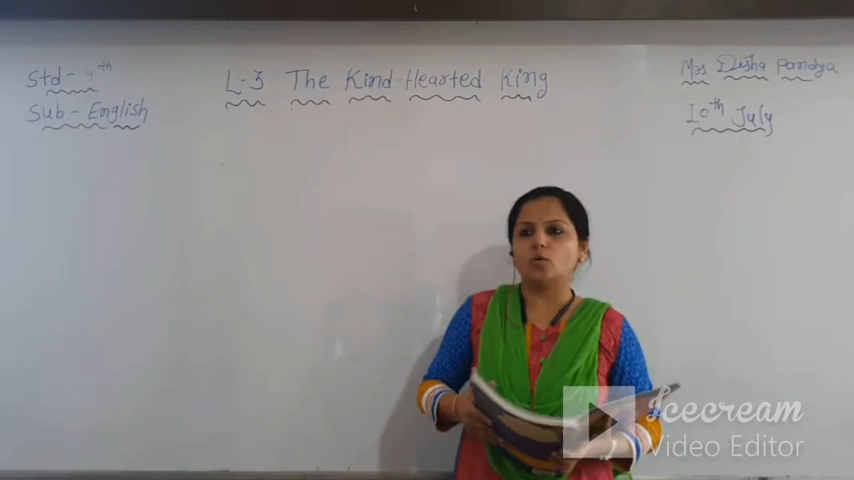 Std - 4th
Sub - English
L-3 The Kind-Hearted King
Mrs Disha Pandya
10th July
Icecream
Video Editor